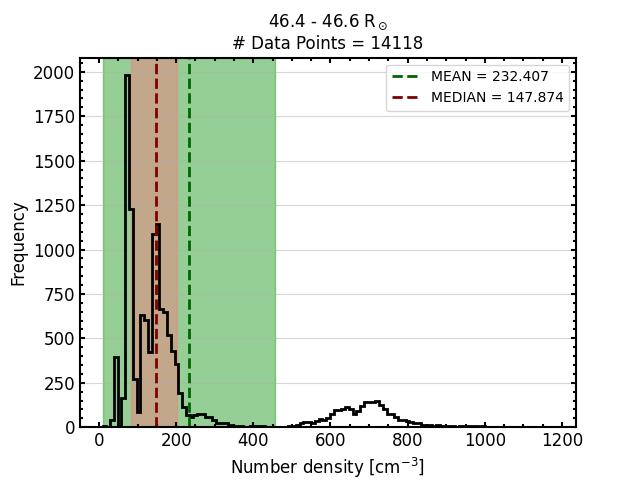 46.4 - 46.6 R⊙
# Data Points = 14118
MEAN = 232.407
MEDIAN = 147.874
Frequency
2000
1750
1500
1250
1000
750
500
250
0
0 200 400 600 800 1000 1200
Number density [cm⁻³]